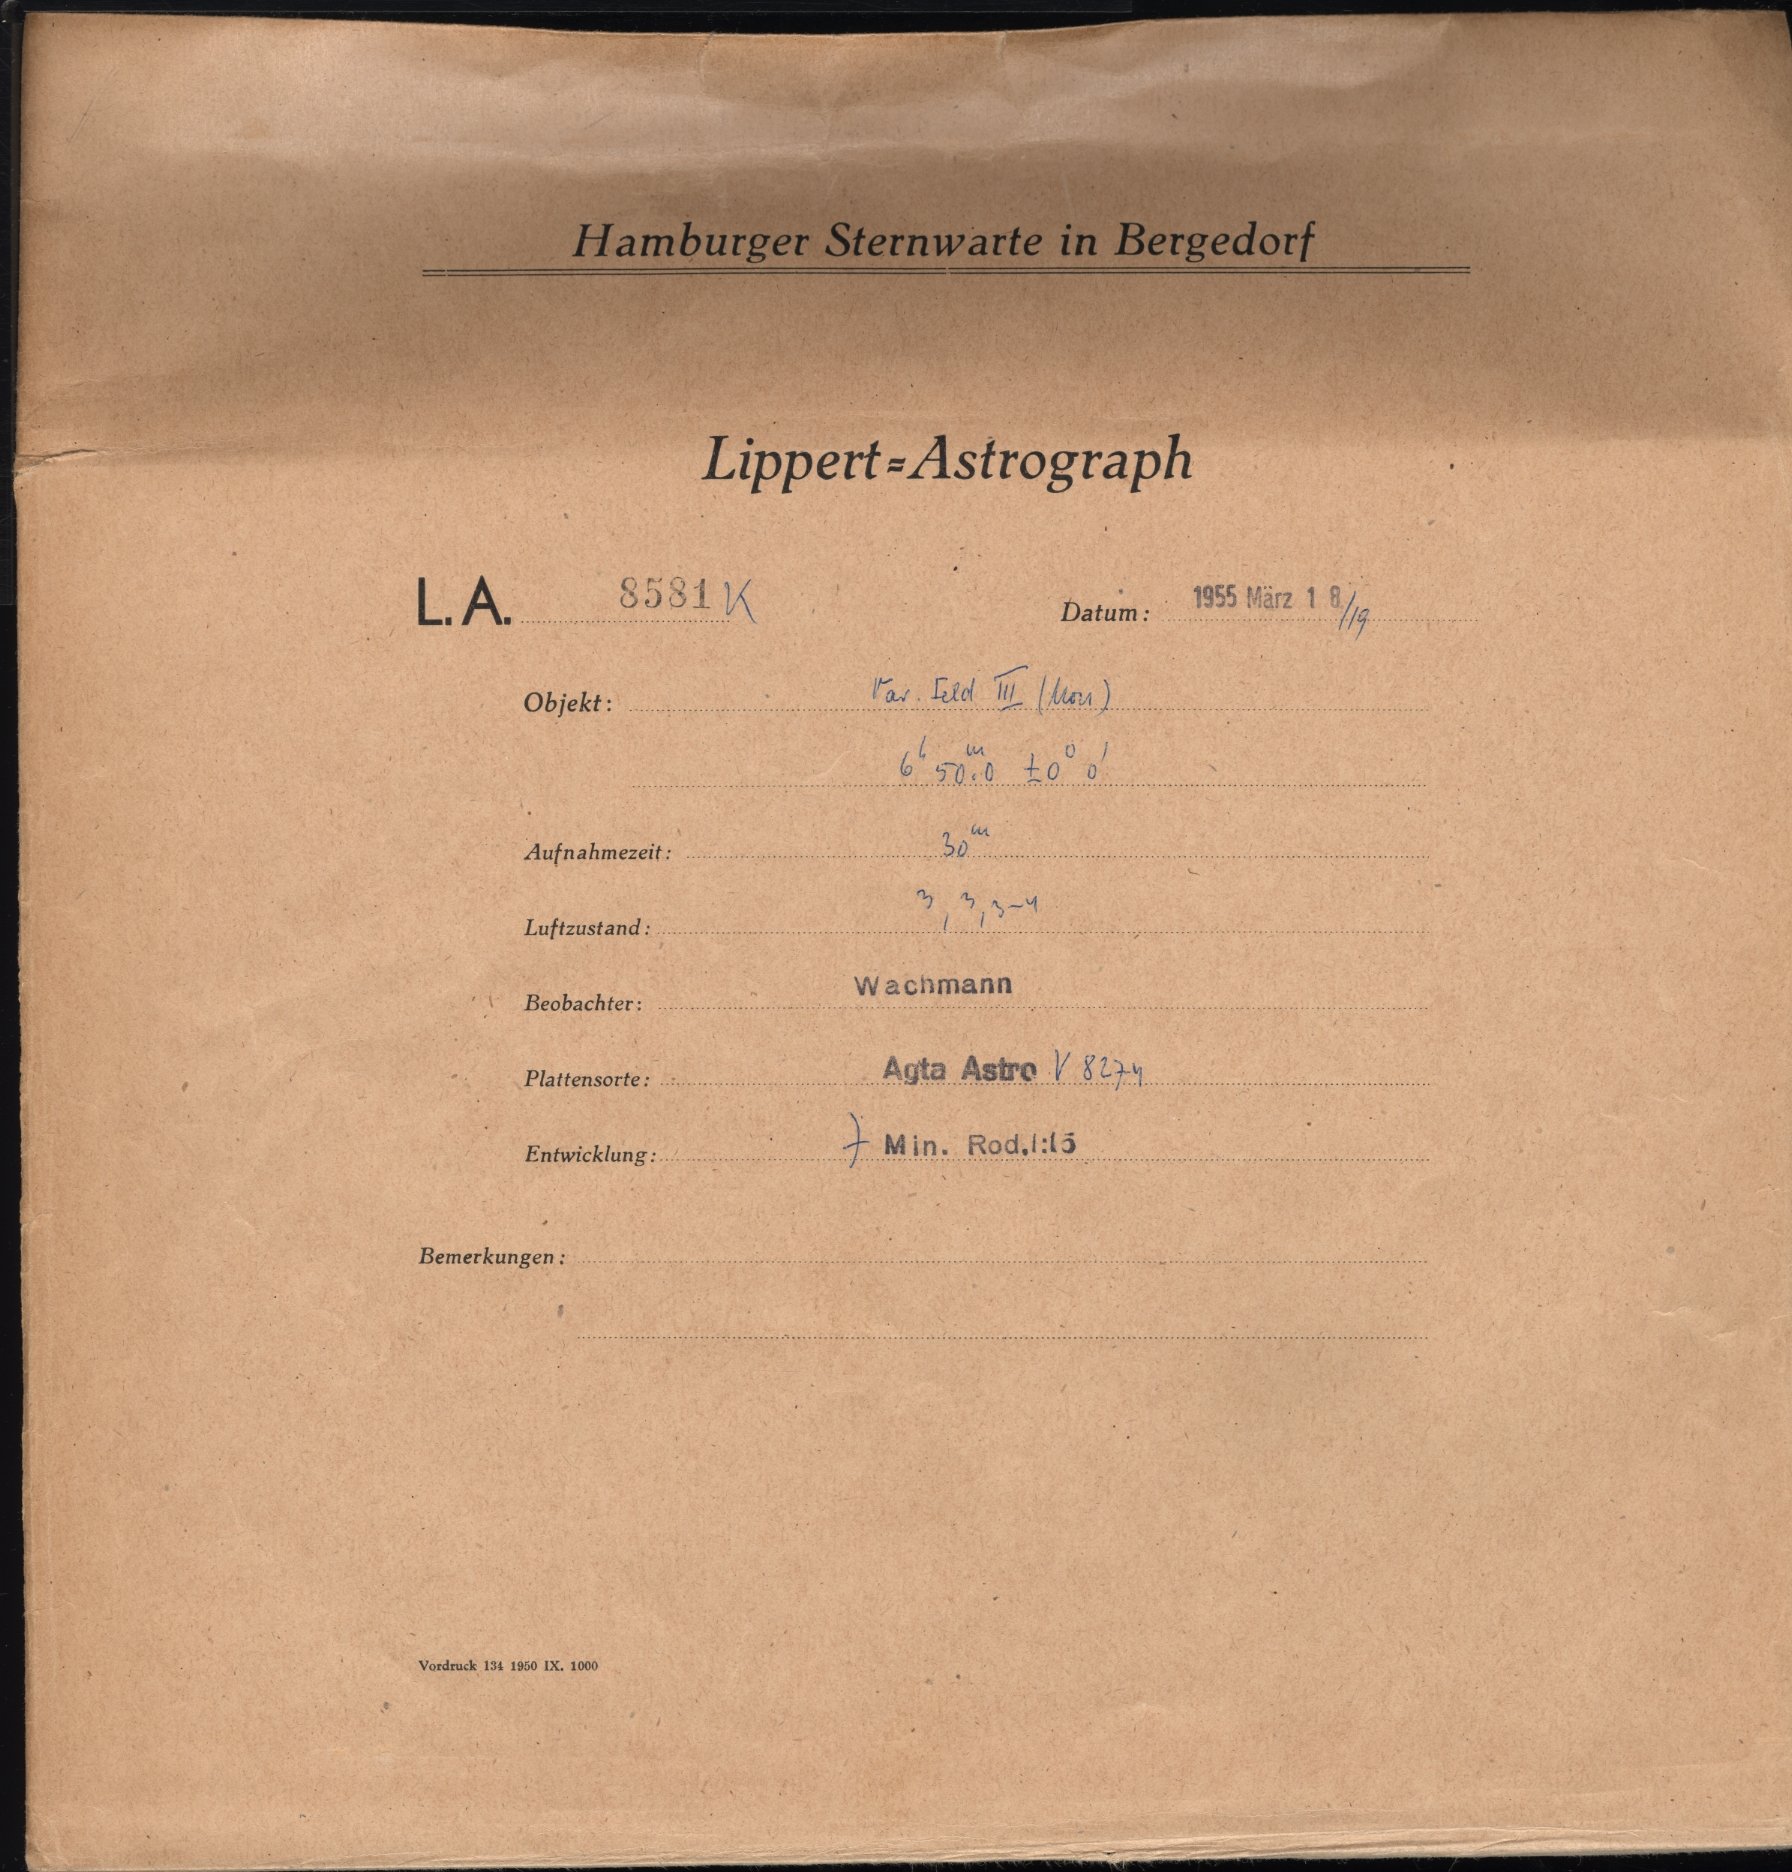 Hamburger Sternwarte in Bergedorf
Lippert=Astrograph
L.A. 8581 K Datum: 1955 März 18/19
Objekt: Var. Feld III (Mon)
6h 50m.0 ±0° 0'
Aufnahmezeit: 30m
Luftzustand: 3, 3, 3-4
Beobachter: Wachmann
Plattensorte: Agfa Astro V 8274
Entwicklung: 7 Min. Rod. 1:15
Bemerkungen:
Vordruck 134 1950 IX. 1000